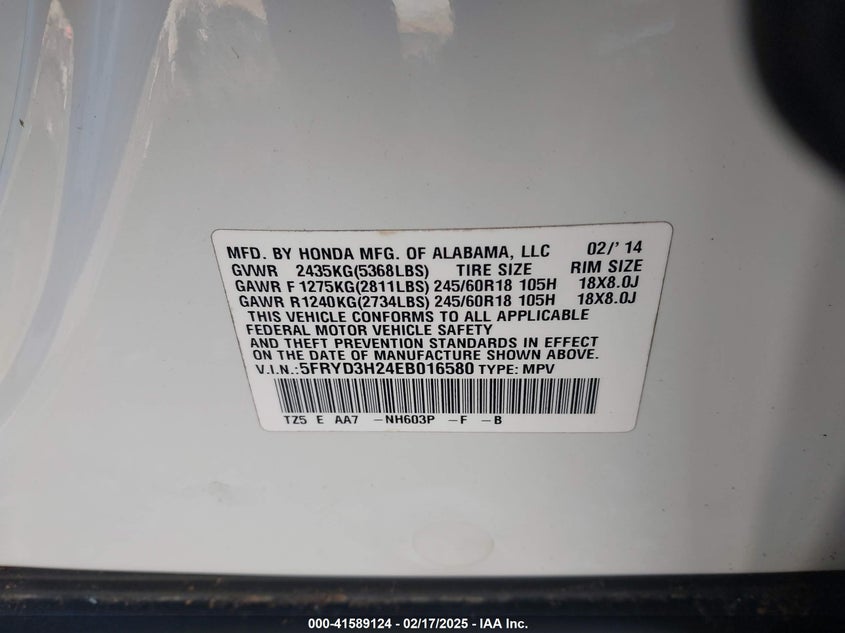 MFD. BY HONDA MFG. OF ALABAMA, LLC 02/' 14
GVWR 2435KG(5368LBS) TIRE SIZE RIM SIZE
GAWR F 1275KG(2811LBS) 245/60R18 105H 18X8.0J
GAWR R1240KG(2734LBS) 245/60R18 105H 18X8.0J
THIS VEHICLE CONFORMS TO ALL APPLICABLE
FEDERAL MOTOR VEHICLE SAFETY
AND THEFT PREVENTION STANDARDS IN EFFECT
ON THE DATE OF MANUFACTURE SHOWN ABOVE.
V.I.N.:5FRYD3H24EB016580 TYPE: MPV
TZ5 E AA7 -NH603P -F -B
000-41589124 - 02/17/2025 - IAA Inc.